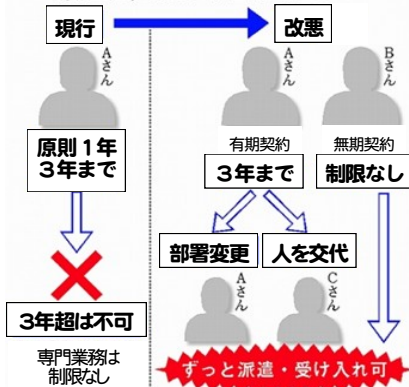 現行
改悪
Aさん
原則1年
3年まで
3年超は不可
専門業務は
制限なし
Aさん
有期契約
3年まで
Bさん
無期契約
制限なし
部署変更
人を交代
Aさん
Cさん
ずっと派遣・受け入れ可